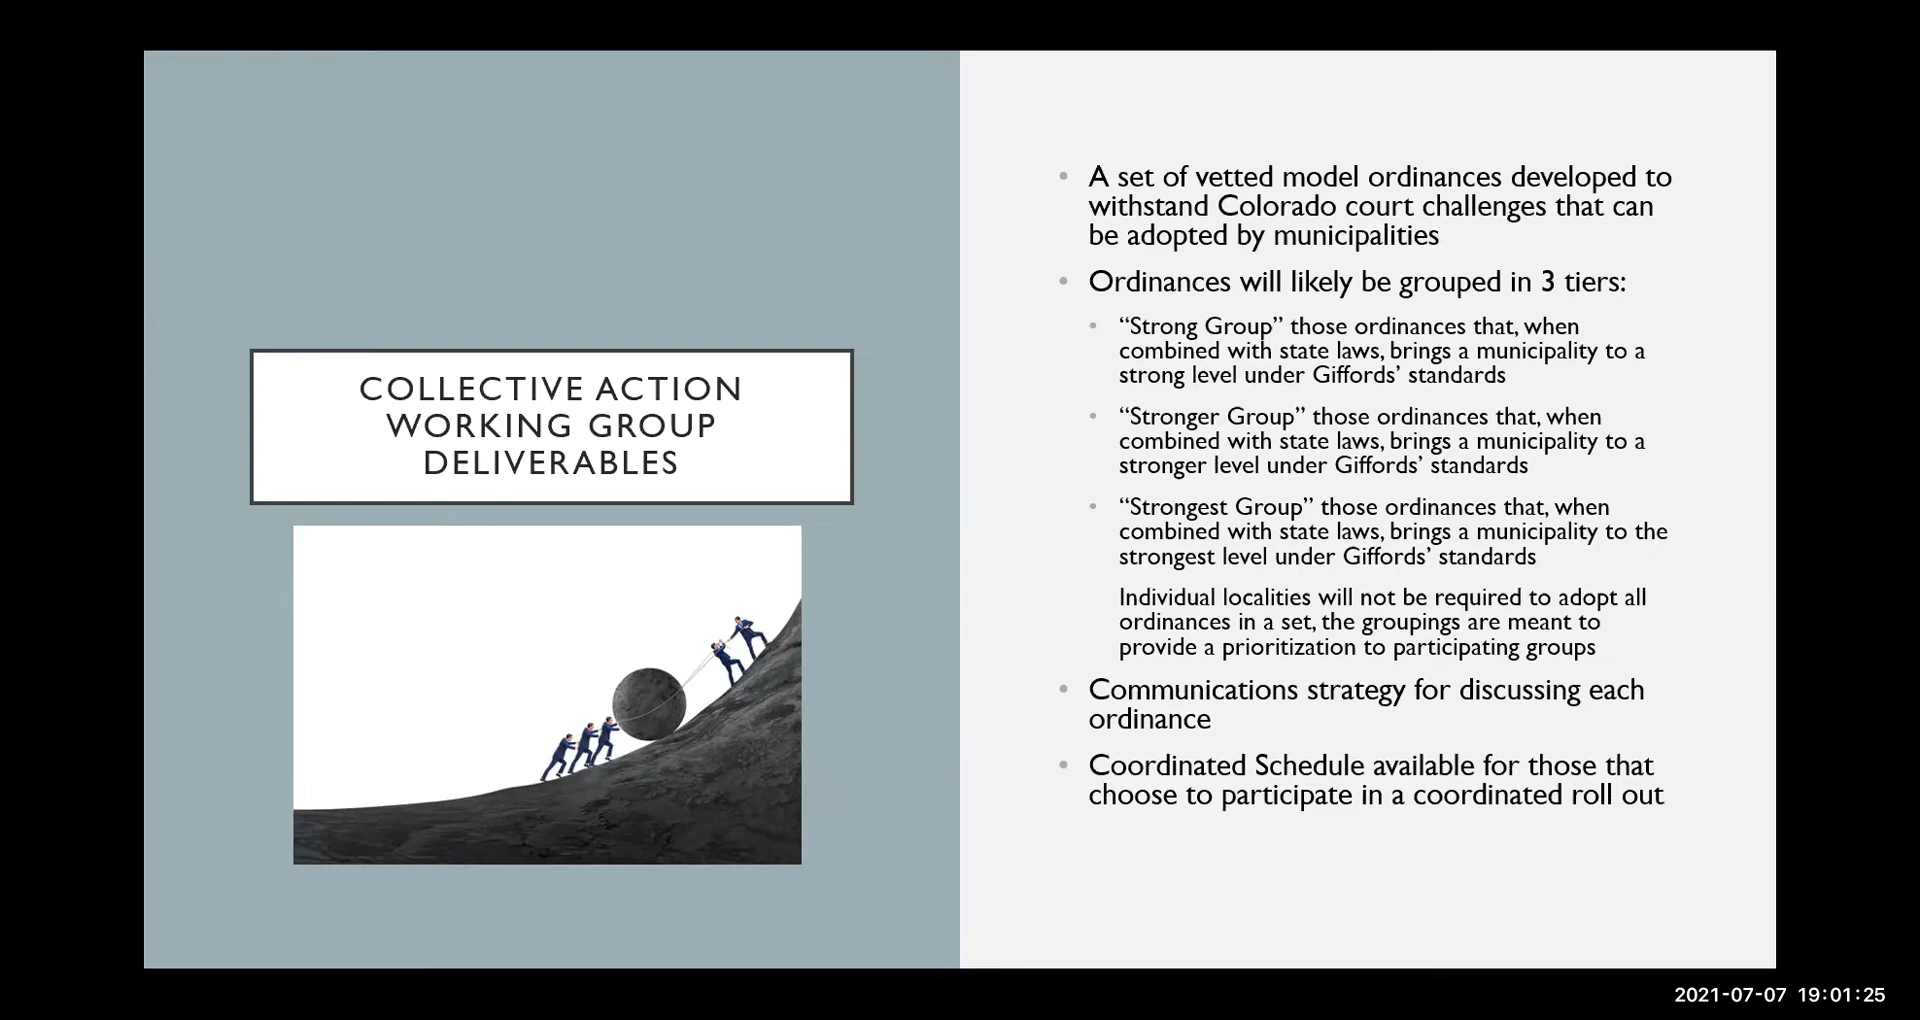 COLLECTIVE ACTION
WORKING GROUP
DELIVERABLES
A set of vetted model ordinances developed to
withstand Colorado court challenges that can
be adopted by municipalities
Ordinances will likely be grouped in 3 tiers:
“Strong Group” those ordinances that, when
combined with state laws, brings a municipality to a
strong level under Giffords’ standards
“Stronger Group” those ordinances that, when
combined with state laws, brings a municipality to a
stronger level under Giffords’ standards
“Strongest Group” those ordinances that, when
combined with state laws, brings a municipality to the
strongest level under Giffords’ standards
Individual localities will not be required to adopt all
ordinances in a set, the groupings are meant to
provide a prioritization to participating groups
Communications strategy for discussing each
ordinance
Coordinated Schedule available for those that
choose to participate in a coordinated roll out
2021-07-07 19:01:25